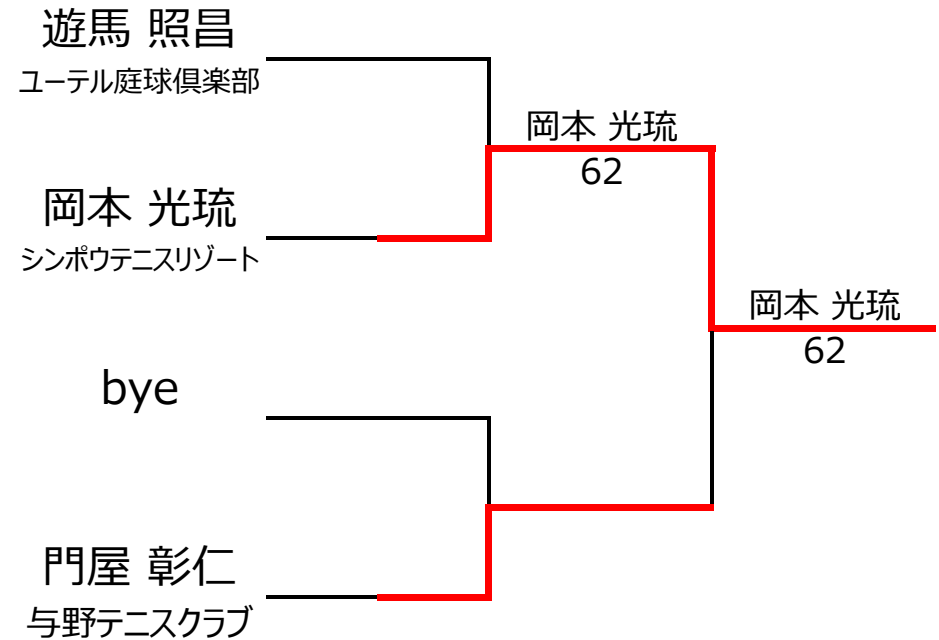 遊馬 照昌
ユーテル庭球倶楽部
岡本 光琉
62
岡本 光琉
シンポウテニスリゾート
岡本 光琉
62
bye
門屋 彰仁
与野テニスクラブ